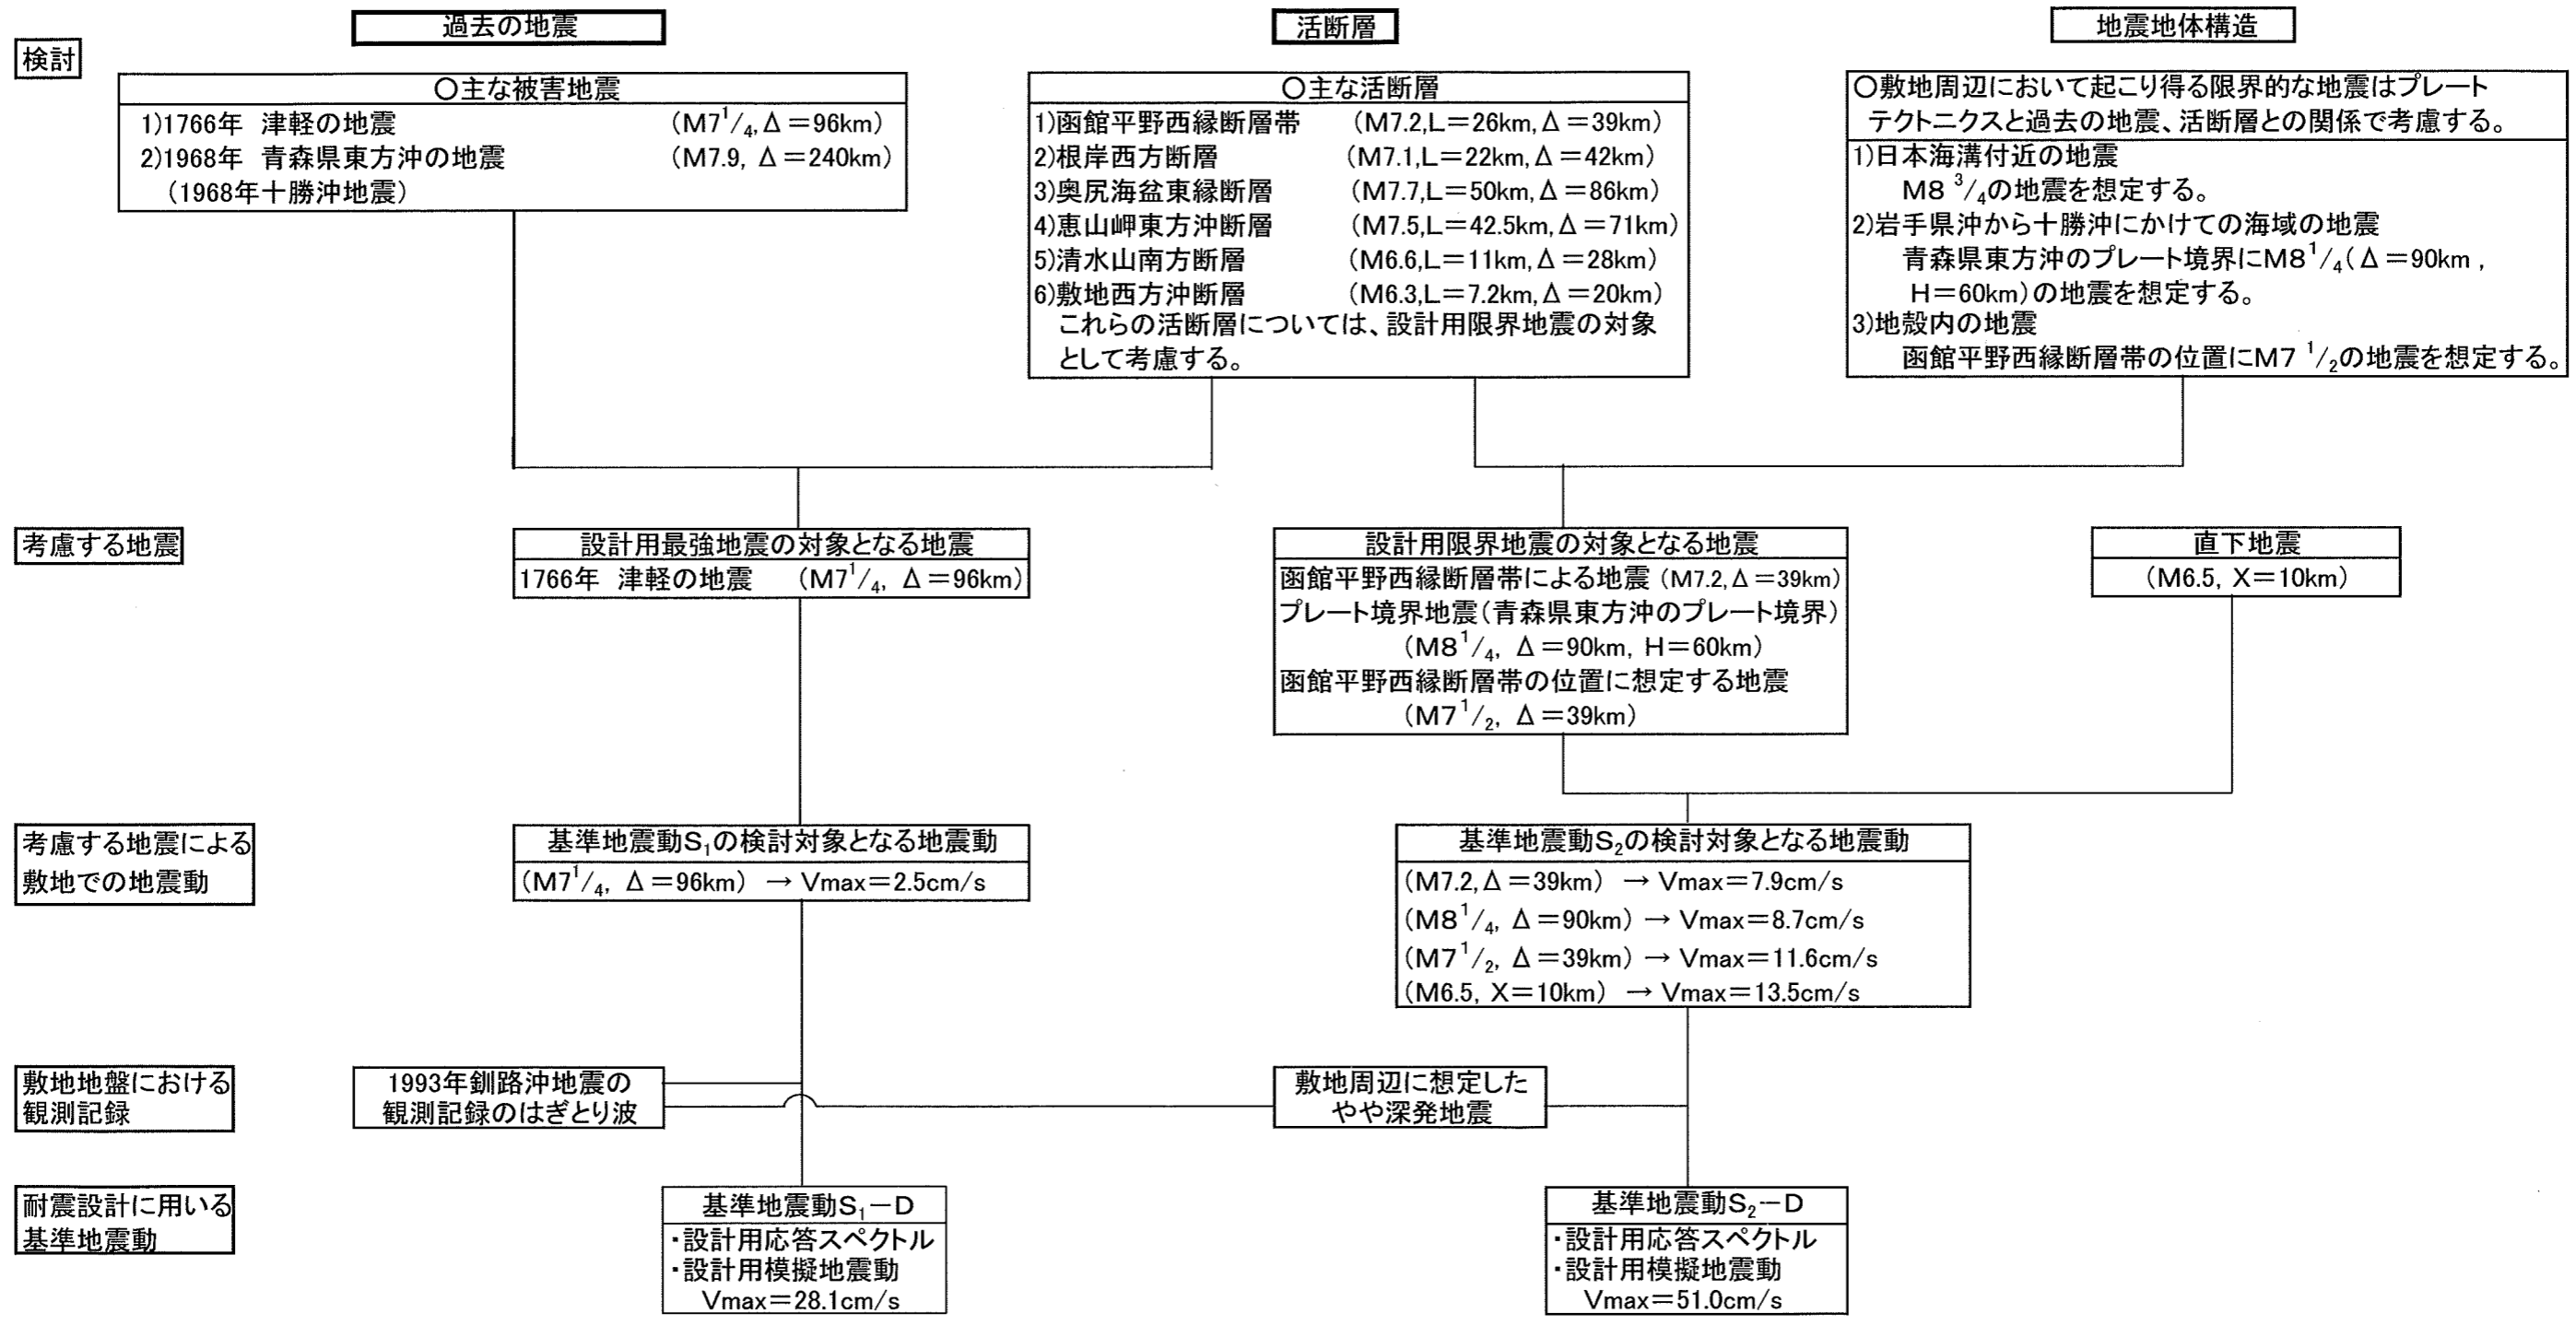 過去の地震
活断層
地震地体構造
検討
○主な被害地震
1)1766年 津軽の地震 (M7 1/4,Δ=96km)
2)1968年 青森県東方沖の地震 (M7.9, Δ=240km)
(1968年十勝沖地震)
○主な活断層
1)函館平野西縁断層帯 (M7.2,L=26km,Δ=39km)
2)根岸西方断層 (M7.1,L=22km,Δ=42km)
3)奥尻海盆東縁断層 (M7.7,L=50km,Δ=86km)
4)恵山岬東方沖断層 (M7.5,L=42.5km,Δ=71km)
5)清水山南方断層 (M6.6,L=11km,Δ=28km)
6)敷地西方沖断層 (M6.3,L=7.2km,Δ=20km)
これらの活断層については、設計用限界地震の対象
として考慮する。
○敷地周辺において起こり得る限界的な地震はプレート
テクトニクスと過去の地震、活断層との関係で考慮する。
1)日本海溝付近の地震
M8 3/4の地震を想定する。
2)岩手県沖から十勝沖にかけての海域の地震
青森県東方沖のプレート境界にM8 1/4(Δ=90km ,
H=60km)の地震を想定する。
3)地殻内の地震
函館平野西縁断層帯の位置にM7 1/2の地震を想定する。
考慮する地震
設計用最強地震の対象となる地震
1766年 津軽の地震 (M7 1/4, Δ=96km)
設計用限界地震の対象となる地震
函館平野西縁断層帯による地震 (M7.2,Δ=39km)
プレート境界地震(青森県東方沖のプレート境界)
(M8 1/4, Δ=90km, H=60km)
函館平野西縁断層帯の位置に想定する地震
(M7 1/2, Δ=39km)
直下地震
(M6.5, X=10km)
考慮する地震による
敷地での地震動
基準地震動S₁の検討対象となる地震動
(M7 1/4, Δ=96km) → Vmax=2.5cm/s
基準地震動S₂の検討対象となる地震動
(M7.2,Δ=39km) → Vmax=7.9cm/s
(M8 1/4, Δ=90km) → Vmax=8.7cm/s
(M7 1/2, Δ=39km) → Vmax=11.6cm/s
(M6.5, X=10km) → Vmax=13.5cm/s
敷地地盤における
観測記録
1993年釧路沖地震の
観測記録のはぎとり波
敷地周辺に想定した
やや深発地震
耐震設計に用いる
基準地震動
基準地震動S₁-D
・設計用応答スペクトル
・設計用模擬地震動
Vmax=28.1cm/s
基準地震動S₂-D
・設計用応答スペクトル
・設計用模擬地震動
Vmax=51.0cm/s